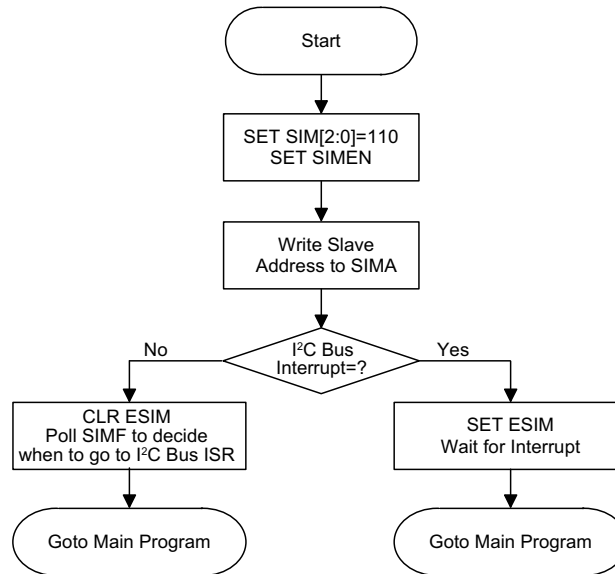 Start
SET SIM[2:0]=110
SET SIMEN
Write Slave
Address to SIMA
I²C Bus
Interrupt=?
No
Yes
CLR ESIM
Poll SIMF to decide
when to go to I²C Bus ISR
SET ESIM
Wait for Interrupt
Goto Main Program
Goto Main Program